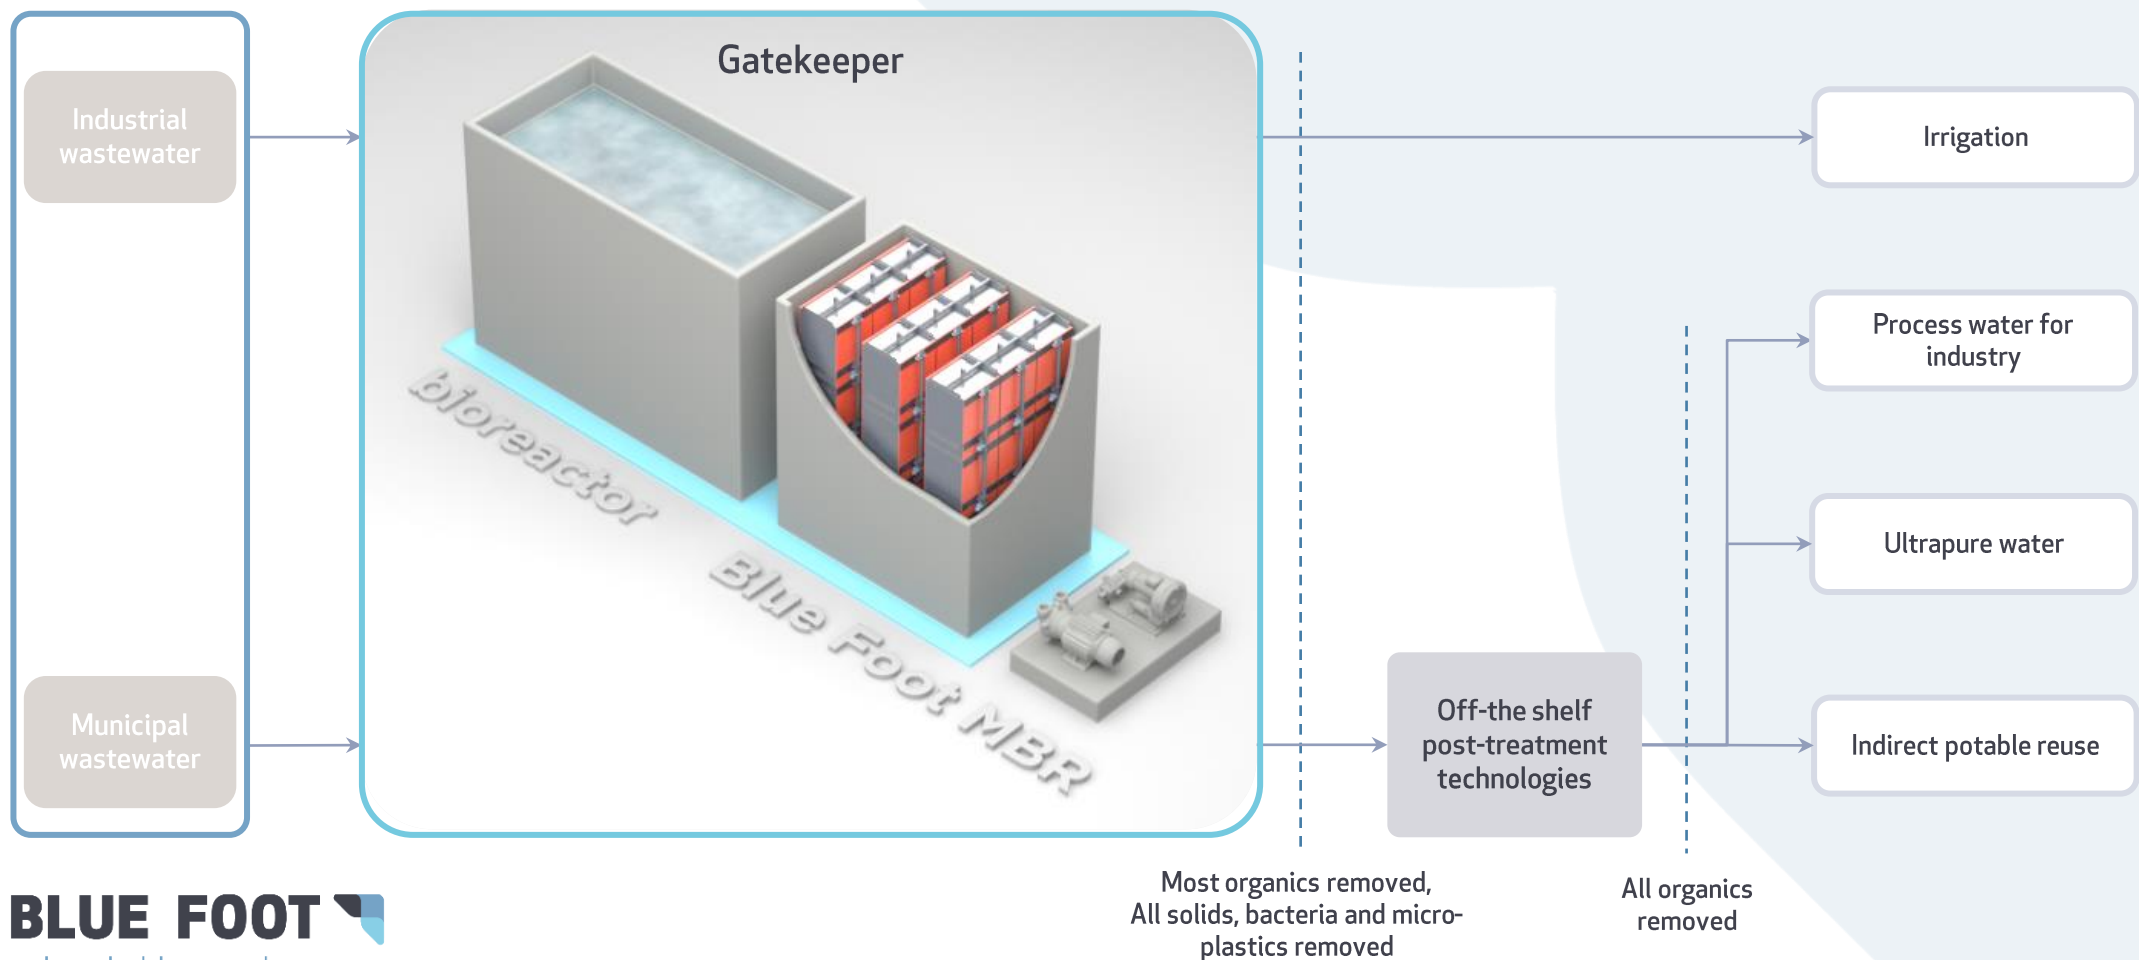 Gatekeeper
Industrial
wastewater
Municipal
wastewater
bioreactor
Blue Foot MBR
Irrigation
Process water for
industry
Ultrapure water
Indirect potable reuse
Off-the shelf
post-treatment
technologies
Most organics removed,
All solids, bacteria and micro-
plastics removed
All organics
removed
BLUE FOOT